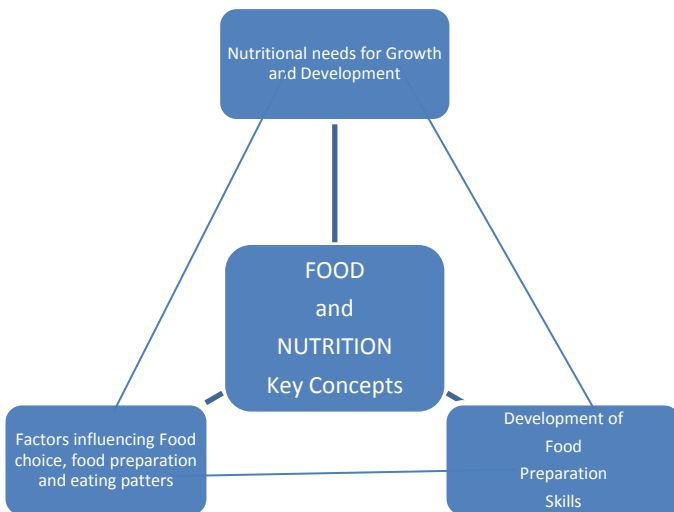 Nutritional needs for Growth
and Development
FOOD
and
NUTRITION
Key Concepts
Factors influencing Food
choice, food preparation
and eating patters
Development of
Food
Preparation
Skills